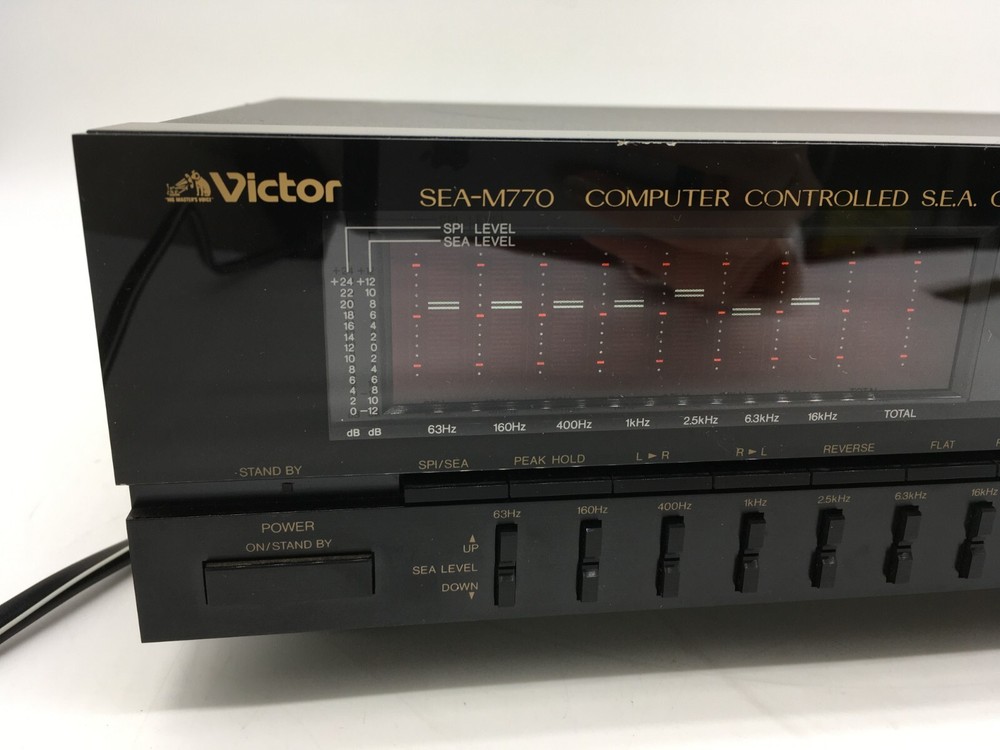 "HIS MASTER'S VOICE" Victor SEA-M770 COMPUTER CONTROLLED S.E.A.
SPI LEVEL
SEA LEVEL
+24 +12
22 10
20 8
18 6
16 4
14 2
12 0
10 2
8 4
6 6
4 8
2 10
0 -12
dB dB
63Hz 160Hz 400Hz 1kHz 2.5kHz 6.3kHz 16kHz TOTAL
STAND BY
SPI/SEA PEAK HOLD L ► R R ► L REVERSE FLAT
POWER
ON/STAND BY
63Hz 160Hz 400Hz 1kHz 2.5kHz 6.3kHz 16kHz
▲
UP
SEA LEVEL
DOWN
▼